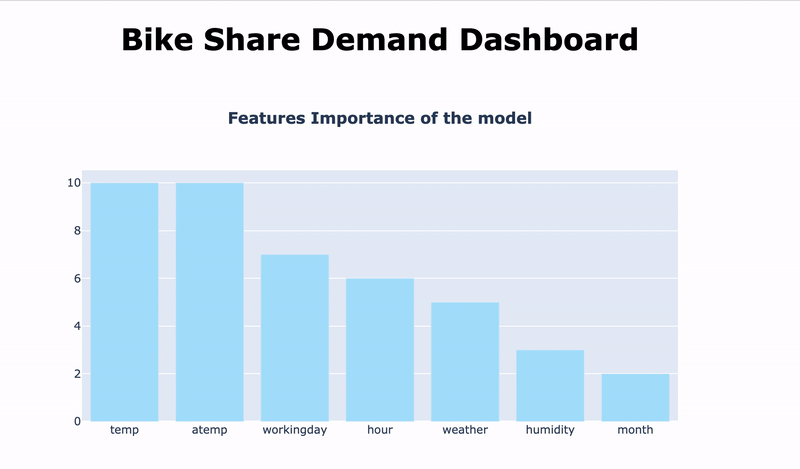 Bike Share Demand Dashboard
Features Importance of the model
10
8
6
4
2
0
temp atemp workingday hour weather humidity month